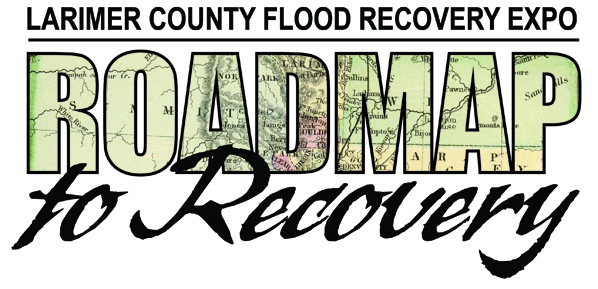 LARIMER COUNTY FLOOD RECOVERY EXPO
ROADMAP
to Recovery